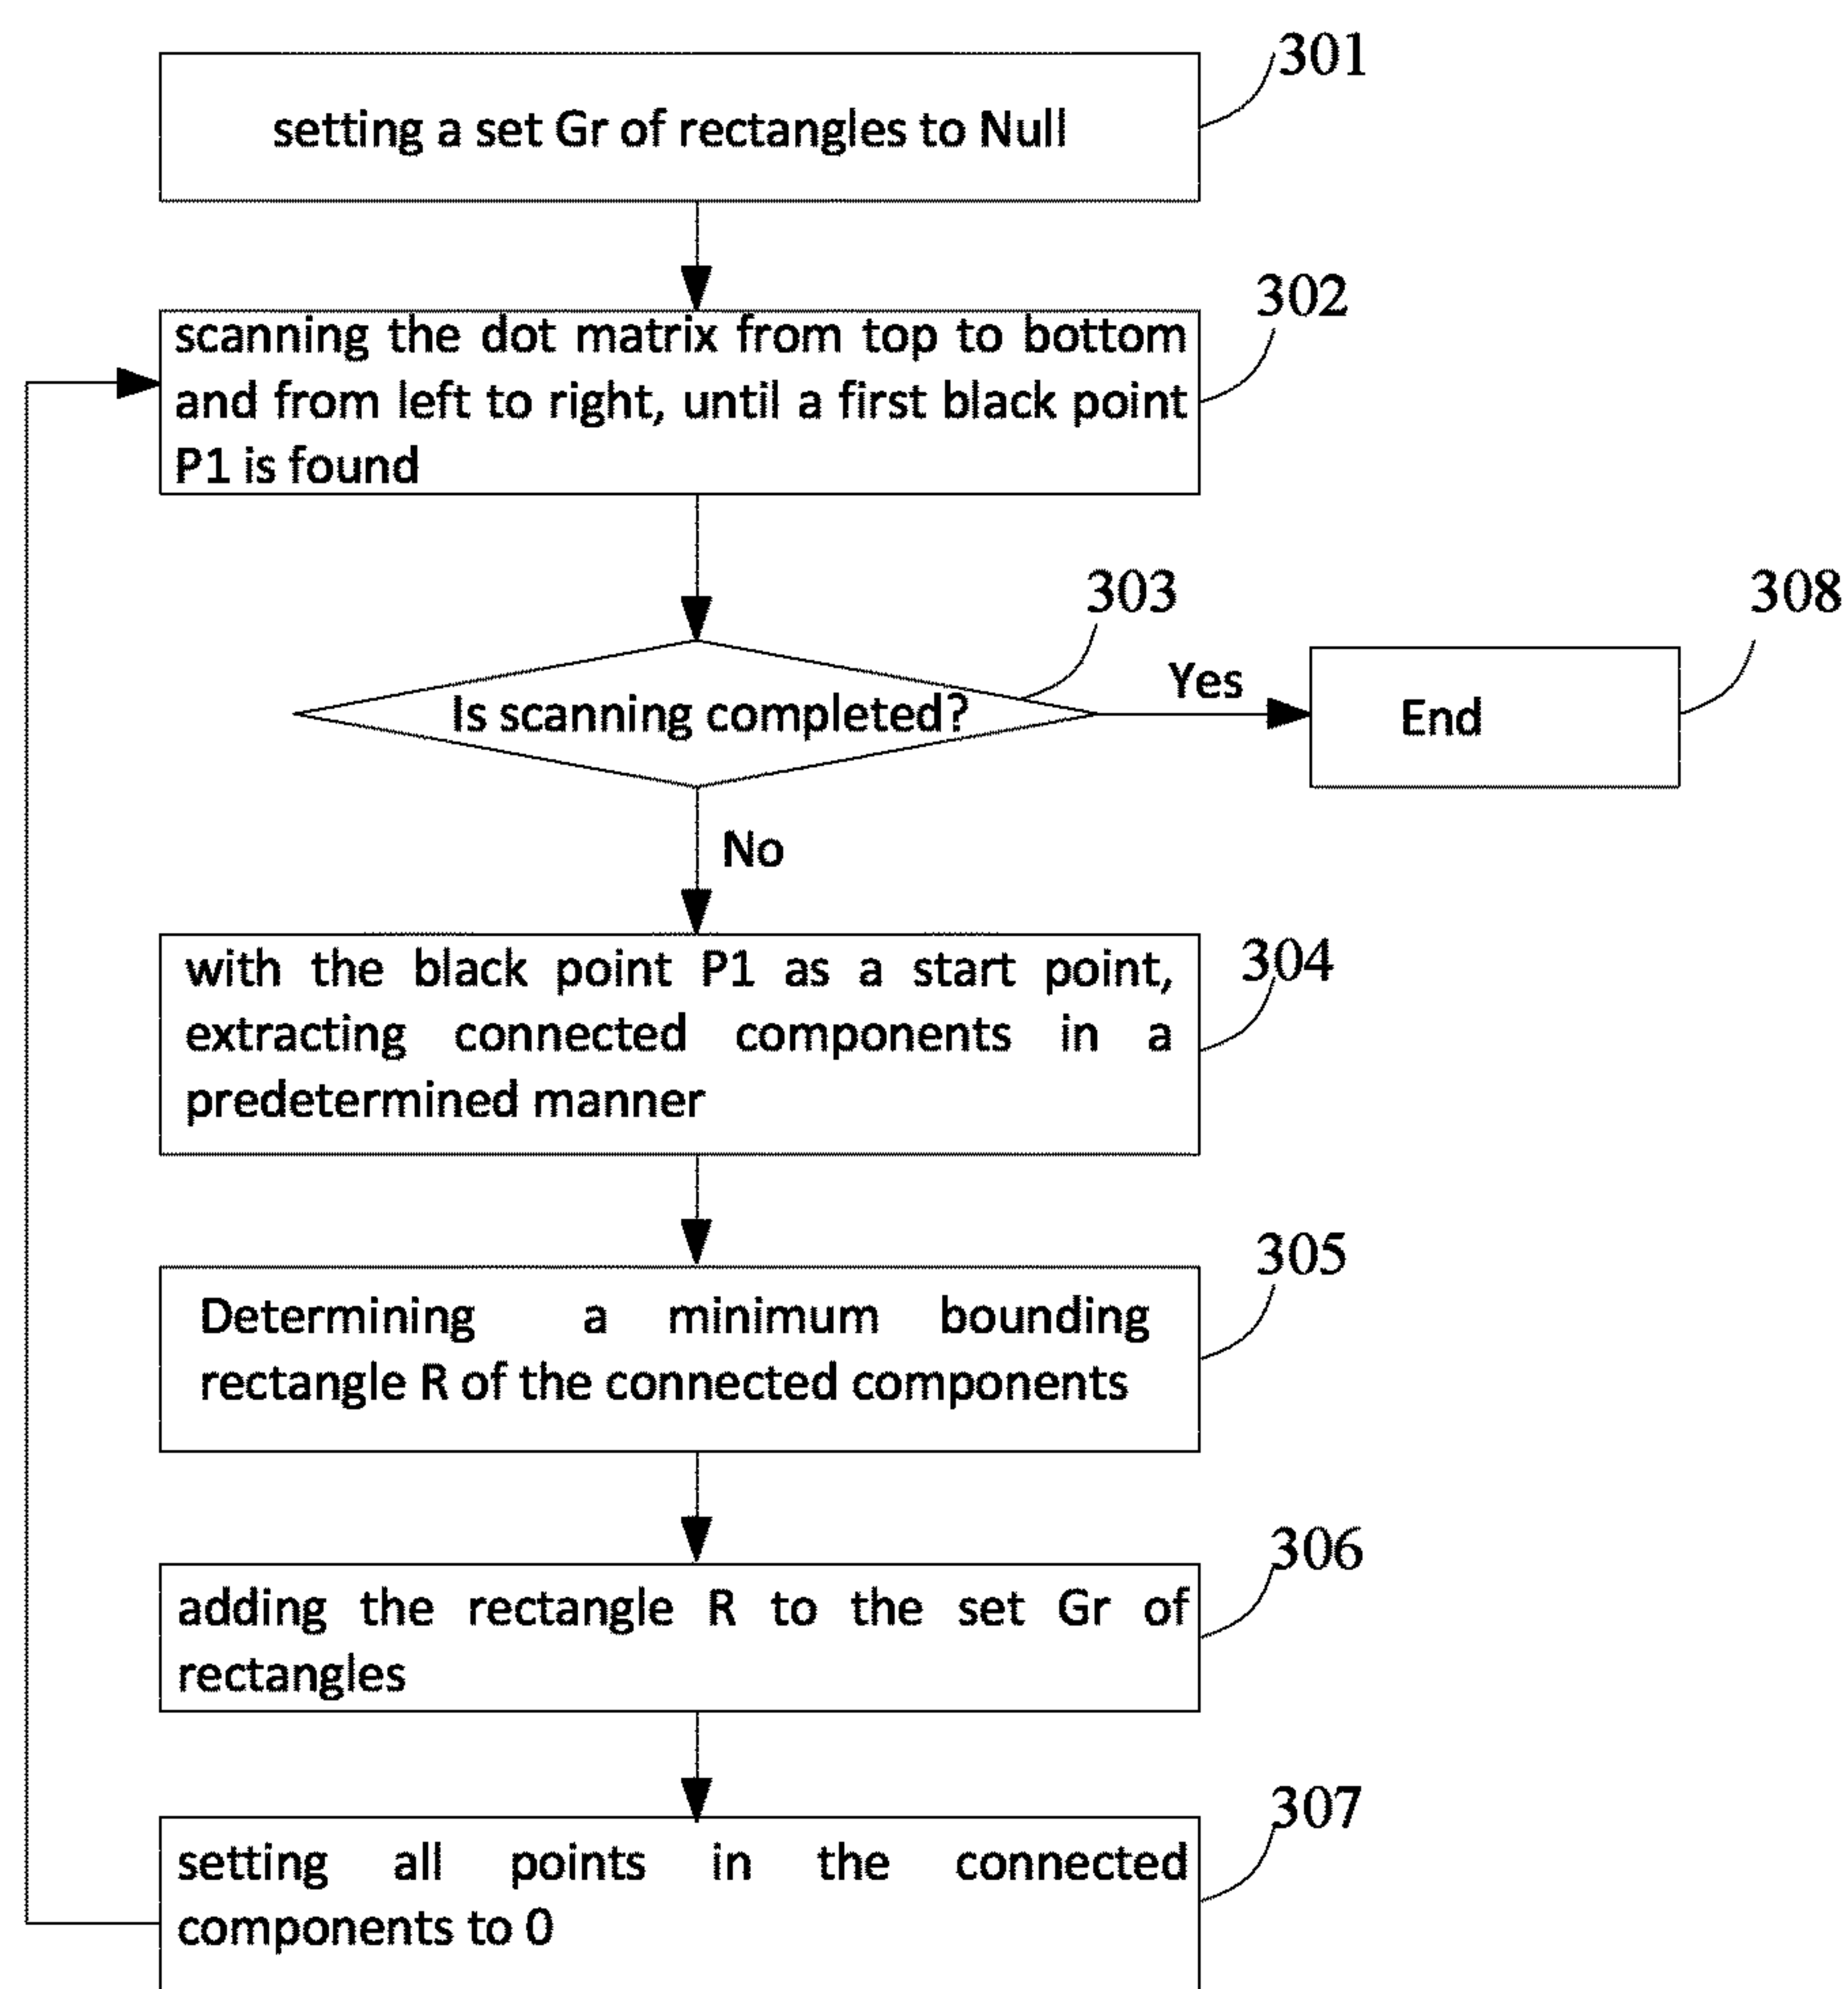 301
setting a set Gr of rectangles to Null
302
scanning the dot matrix from top to bottom
and from left to right, until a first black point
P1 is found
303
308
Is scanning completed?
Yes
End
No
304
with the black point P1 as a start point,
extracting connected components in a
predetermined manner
305
Determining a minimum bounding
rectangle R of the connected components
306
adding the rectangle R to the set Gr of
rectangles
307
setting all points in the connected
components to 0